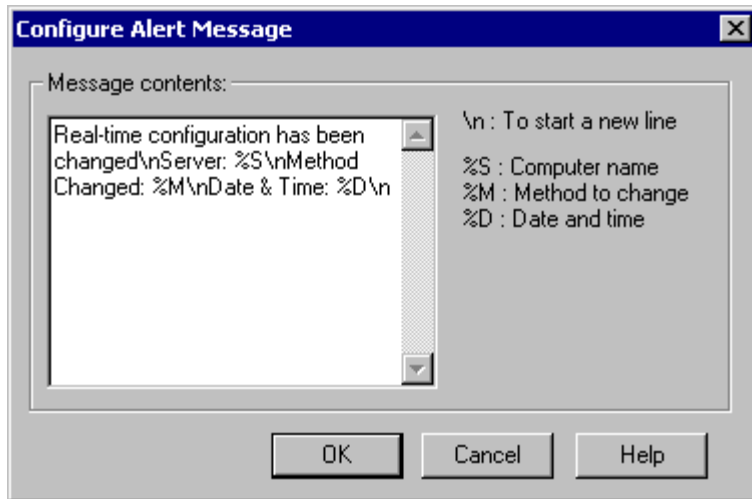 Configure Alert Message
Message contents:
Real-time configuration has been
changed\nServer: %S\nMethod
Changed: %M\nDate & Time: %D\n
\n : To start a new line
%S : Computer name
%M : Method to change
%D : Date and time
OK
Cancel
Help